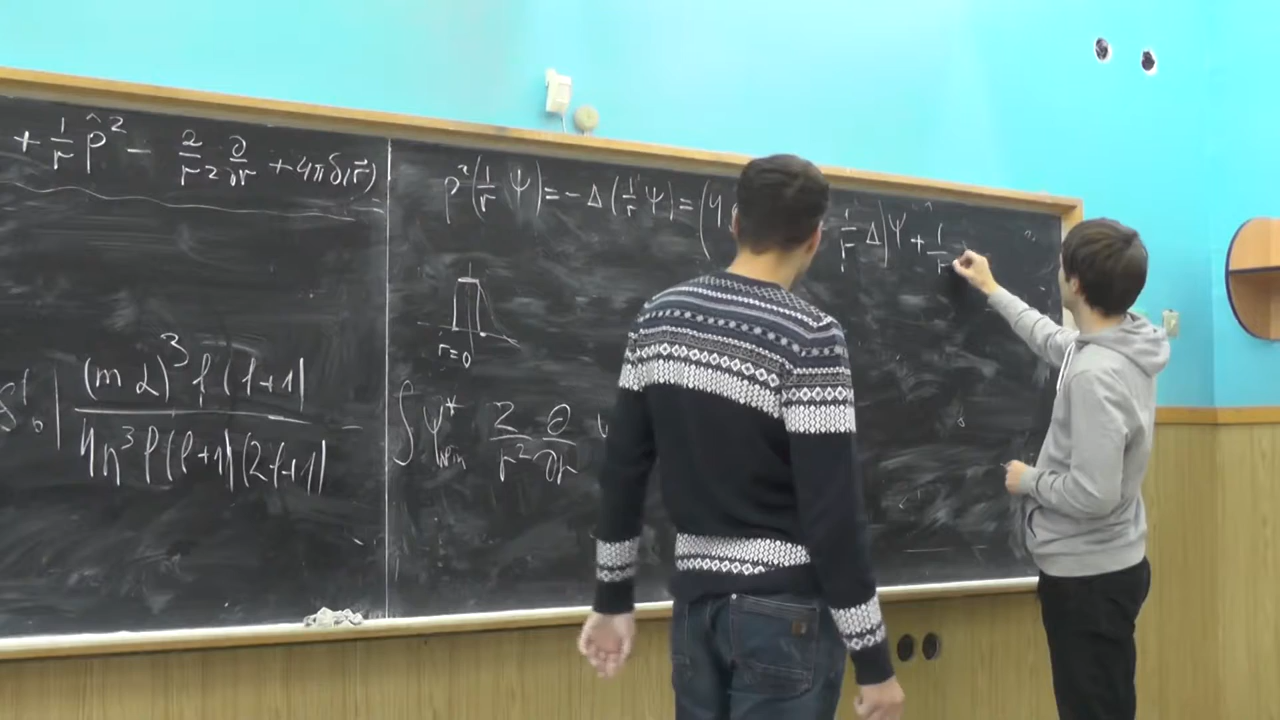 + 1/r p̂² − 2/r² ∂/∂r + 4πδ(r⃗)
(mα)³ l(l+1)
4n³ l(l+1)(2l+1) −
p²(1/r ψ) = −Δ(1/r ψ) = (4
1/r Δ)ψ + 1/r
r=0
∫ψ* 2/r² ∂/∂r